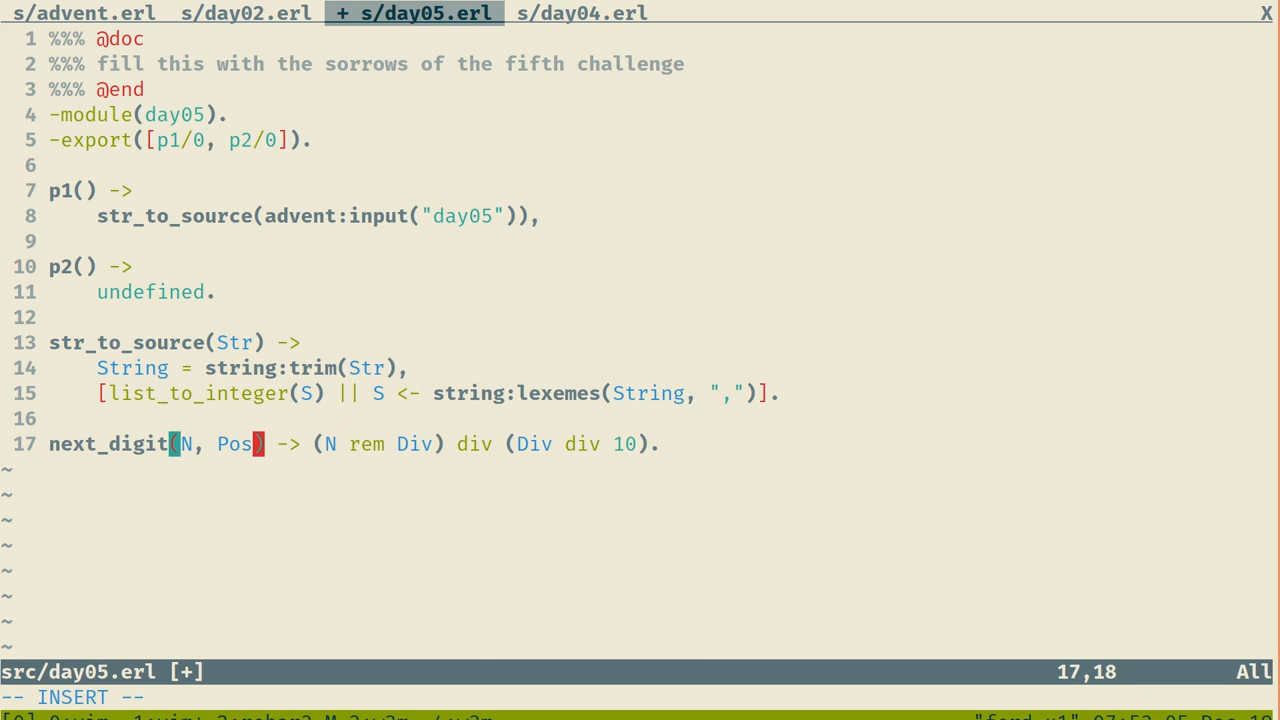 s/advent.erl s/day02.erl + s/day05.erl s/day04.erl X
1 %%% @doc
2 %%% fill this with the sorrows of the fifth challenge
3 %%% @end
4 -module(day05).
5 -export([p1/0, p2/0]).
6
7 p1() ->
8 str_to_source(advent:input("day05")),
9
10 p2() ->
11 undefined.
12
13 str_to_source(Str) ->
14 String = string:trim(Str),
15 [list_to_integer(S) || S <- string:lexemes(String, ",")].
16
17 next_digit(N, Pos) -> (N rem Div) div (Div div 10).
~
~
~
~
~
~
~
~
src/day05.erl [+] 17,18 All
-- INSERT --